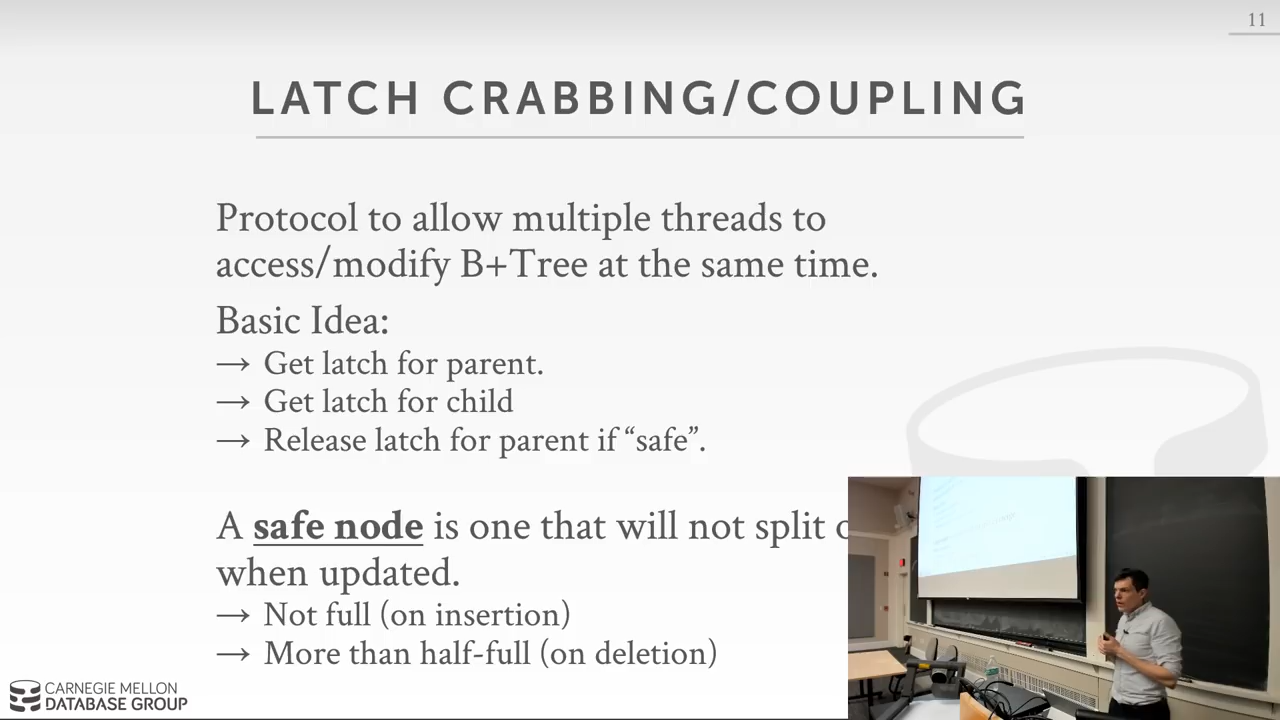 11
LATCH CRABBING/COUPLING
Protocol to allow multiple threads to
access/modify B+Tree at the same time.
Basic Idea:
→ Get latch for parent.
→ Get latch for child
→ Release latch for parent if “safe”.
A safe node is one that will not split
when updated.
→ Not full (on insertion)
→ More than half-full (on deletion)
CARNEGIE MELLON
DATABASE GROUP